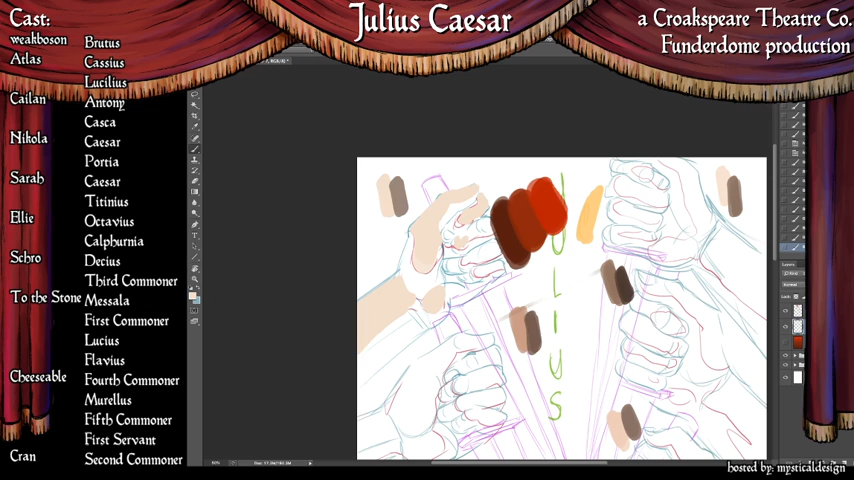 Cast:
weakboson
Brutus
Atlas
Cassius
Lucilius
Cailan
Antony
Casca
Nikola
Caesar
Portia
Sarah
Caesar
Titinius
Ellie
Octavius
Calphurnia
Schro
Decius
Third Commoner
To the Stone
Messala
First Commoner
Lucius
Flavius
Cheeseable
Fourth Commoner
Murellus
Fifth Commoner
First Servant
Cran
Second Commoner
Julius Caesar
a Croakspeare Theatre Co.
Funderdome production
U
L
I
U
S
hosted by: mysticaldesign